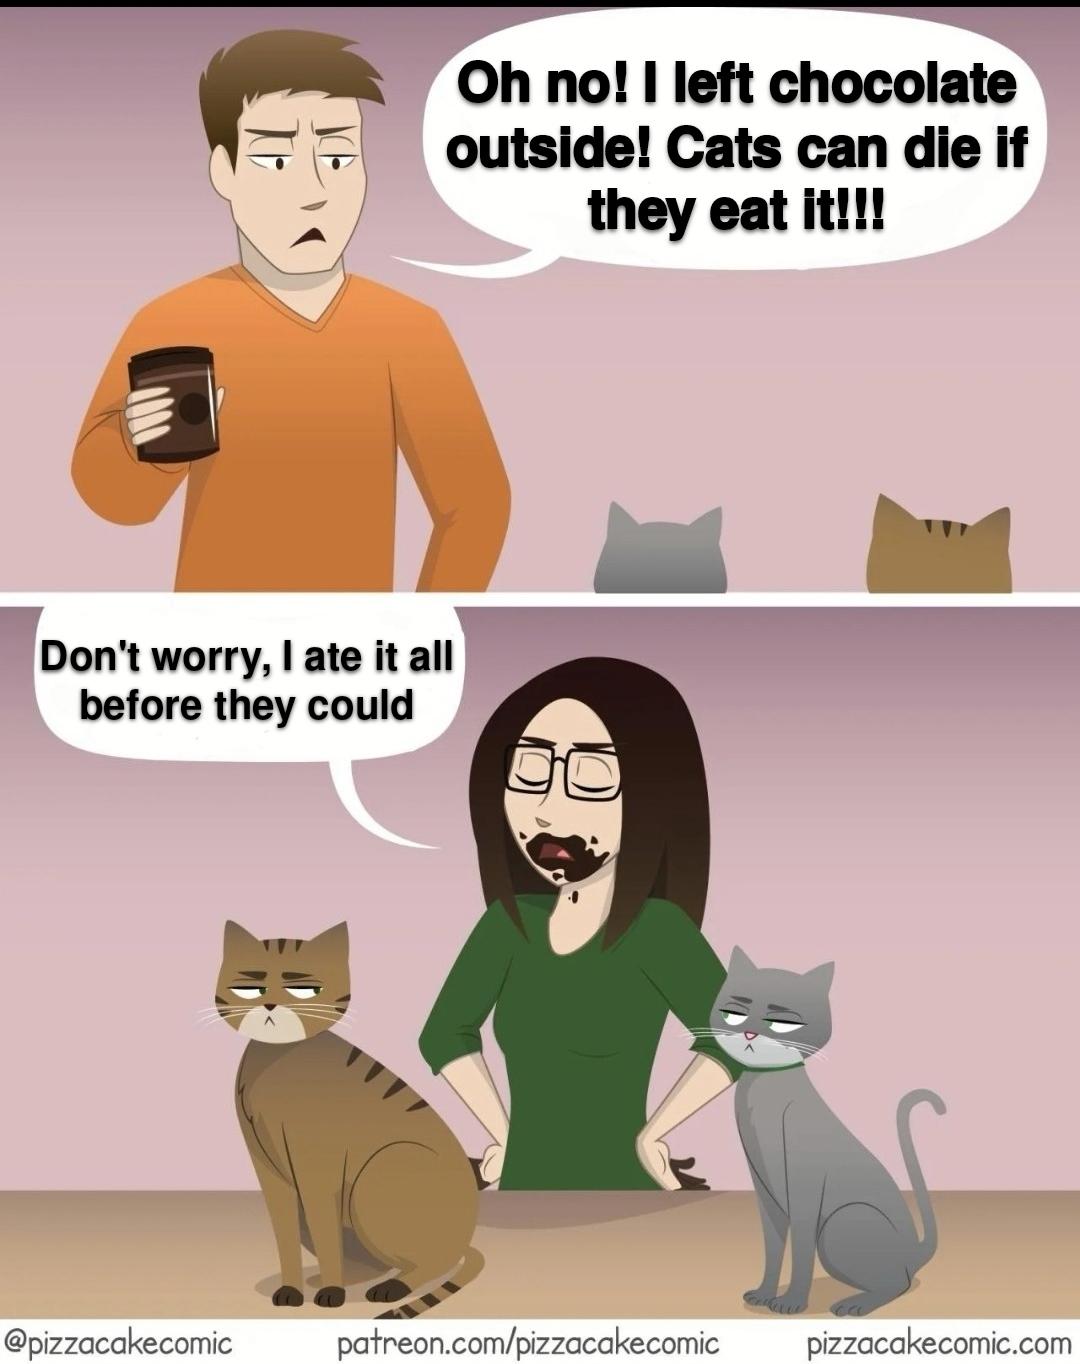 Oh no! I left chocolate
outside! Cats can die if
they eat it!!!
Don't worry, I ate it all
before they could
@pizzacakecomic patreon.com/pizzacakecomic pizzacakecomic.com